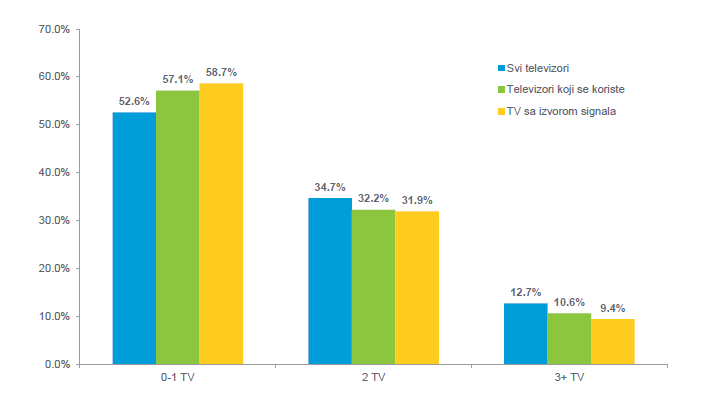 70.0%
60.0%
50.0%
40.0%
30.0%
20.0%
10.0%
0.0%
52.6%
57.1%
58.7%
34.7%
32.2%
31.9%
12.7%
10.6%
9.4%
0-1 TV
2 TV
3+ TV
Svi televizori
Televizori koji se koriste
TV sa izvorom signala